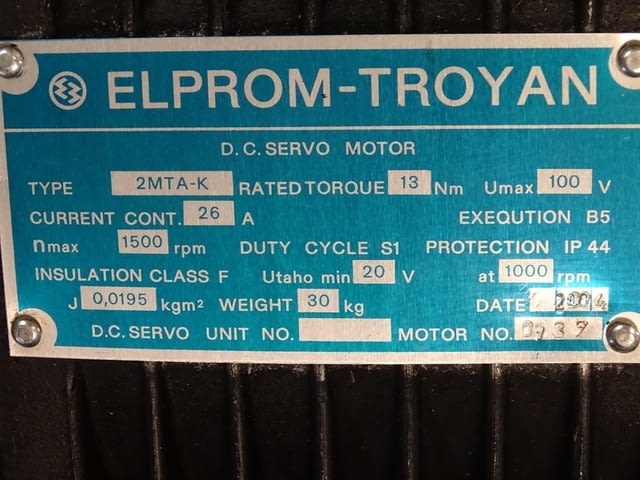 ELPROM-TROYAN
D.C. SERVO MOTOR
TYPE 2MTA-K RATED TORQUE 13 Nm Umax 100 V
CURRENT CONT. 26 A EXEQUTION B5
nmax 1500 rpm DUTY CYCLE S1 PROTECTION IP 44
INSULATION CLASS F Utaho min 20 V at 1000 rpm
J 0,0195 kgm² WEIGHT 30 kg DATE
D.C. SERVO UNIT NO. MOTOR NO.